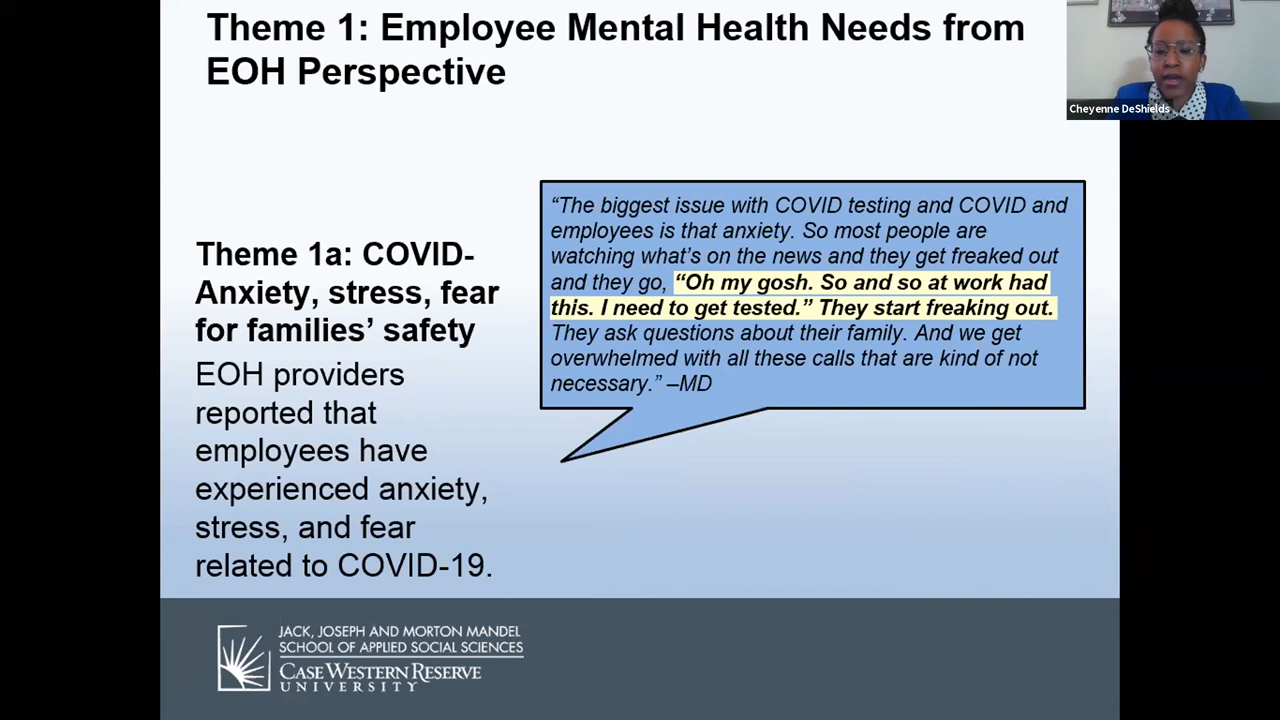 Theme 1: Employee Mental Health Needs from
EOH Perspective
Cheyenne DeShields
Theme 1a: COVID-
Anxiety, stress, fear
for families’ safety
EOH providers
reported that
employees have
experienced anxiety,
stress, and fear
related to COVID-19.
“The biggest issue with COVID testing and COVID and
employees is that anxiety. So most people are
watching what’s on the news and they get freaked out
and they go, “Oh my gosh. So and so at work had
this. I need to get tested.” They start freaking out.
They ask questions about their family. And we get
overwhelmed with all these calls that are kind of not
necessary.” –MD
JACK, JOSEPH AND MORTON MANDEL
SCHOOL OF APPLIED SOCIAL SCIENCES
CASE WESTERN RESERVE
UNIVERSITY